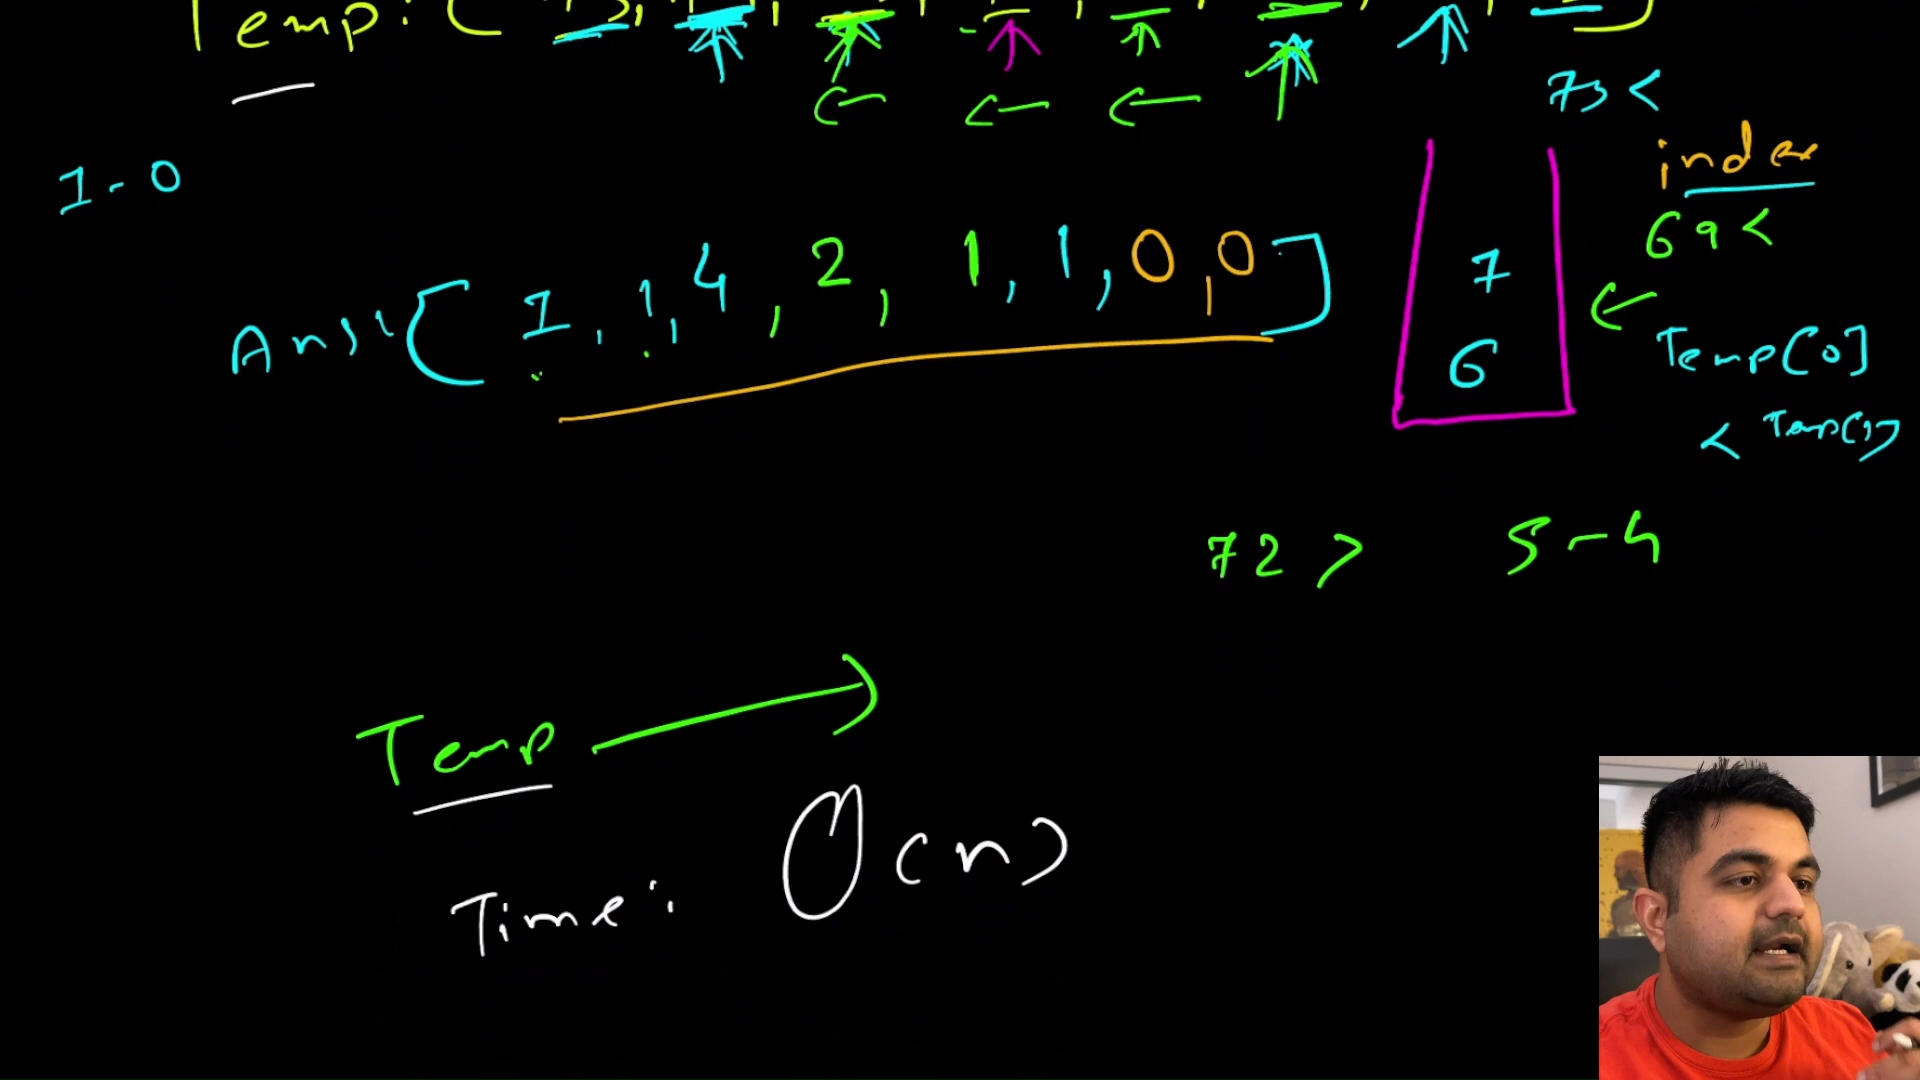 Temp: [
73 <
index
1 - 0
69 <
Ans: [ 1, 1, 4, 2, 1, 1, 0, 0 ]
7
6
Temp[0]
< Temp[1]
72 >
5 - 4
Temp
Time: O(n)